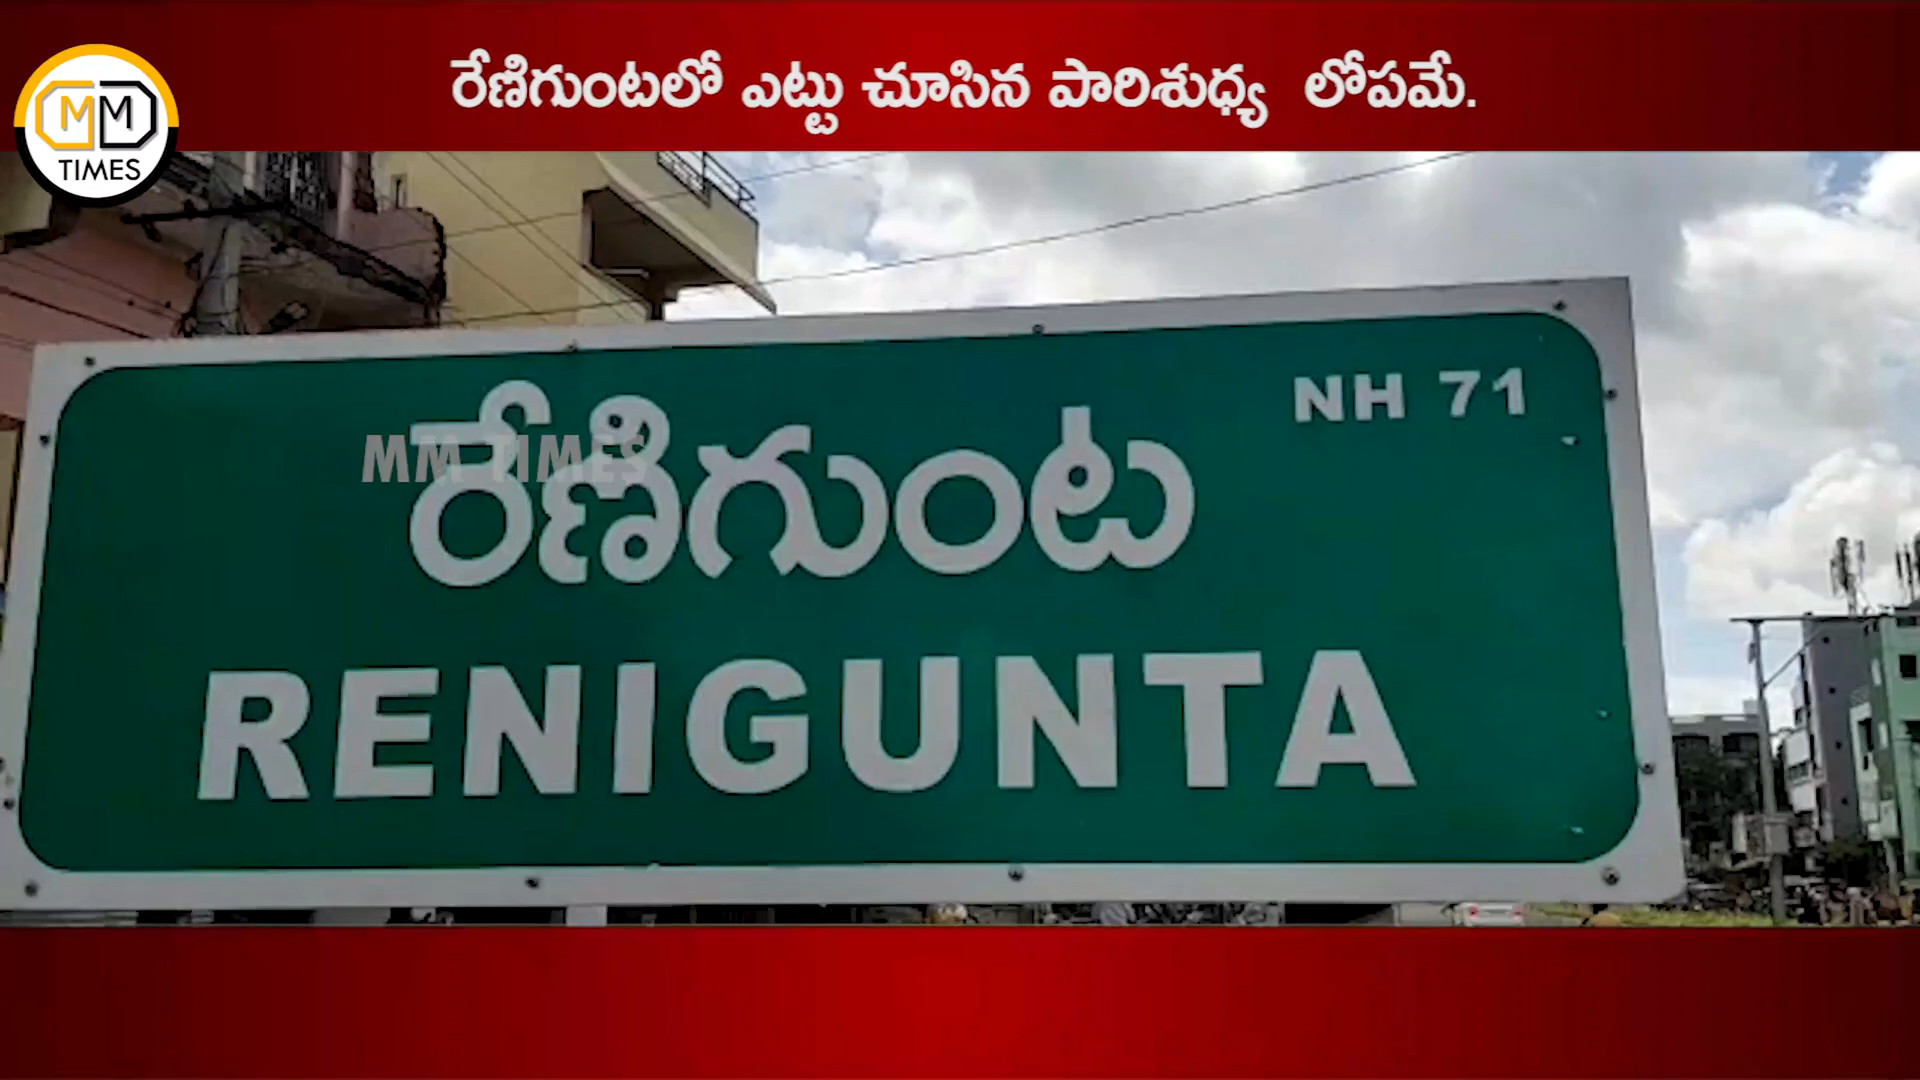 రేణిగుంటలో ఎట్టు చూసిన పారిశుధ్య లోపమే.
MM
TIMES
NH 71
రేణిగుంట
MM TIMES
RENIGUNTA